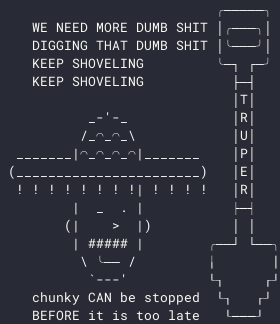 WE NEED MORE DUMB SHIT
DIGGING THAT DUMB SHIT
KEEP SHOVELING
KEEP SHOVELING
TRUPER
chunky CAN be stopped
BEFORE it is too late